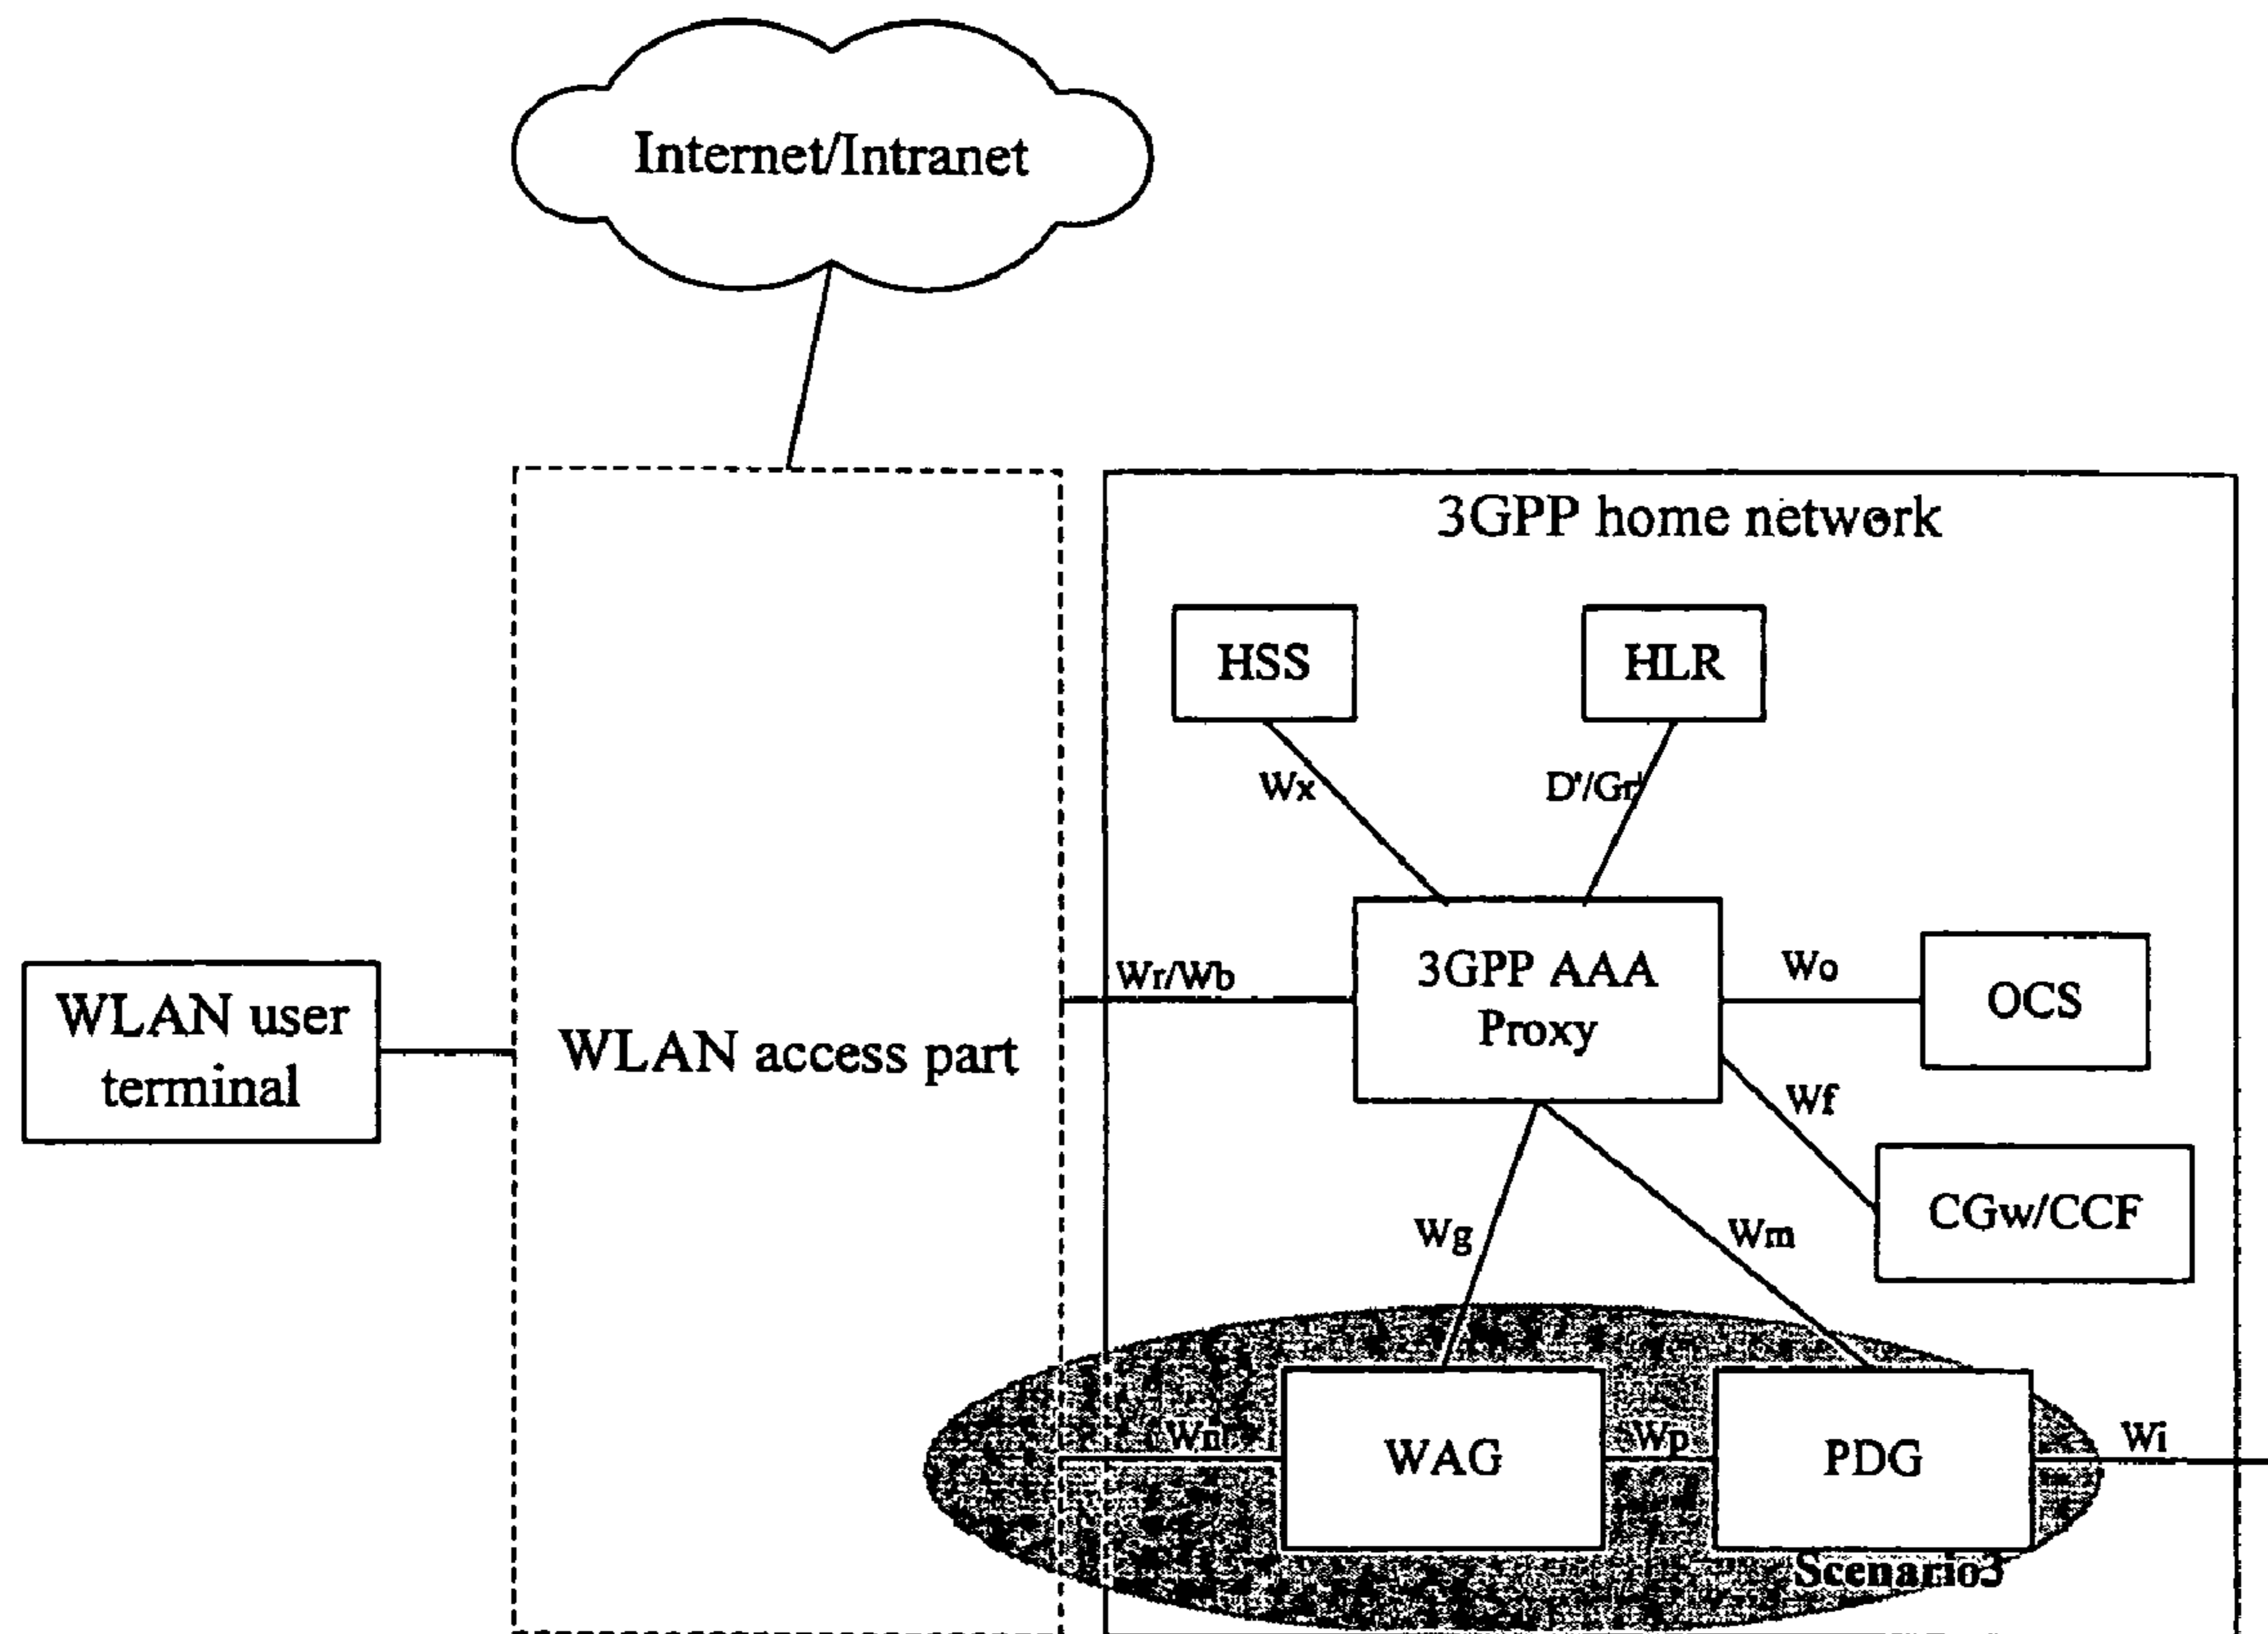 Internet/Intranet
3GPP home network
HSS
HLR
Wx
D'/Gr'
WLAN user
terminal
WLAN access part
Wr/Wb
3GPP AAA
Proxy
Wo
OCS
Wf
CGw/CCF
Wg
Wm
Wn
WAG
Wp
PDG
Wi
Scenario3